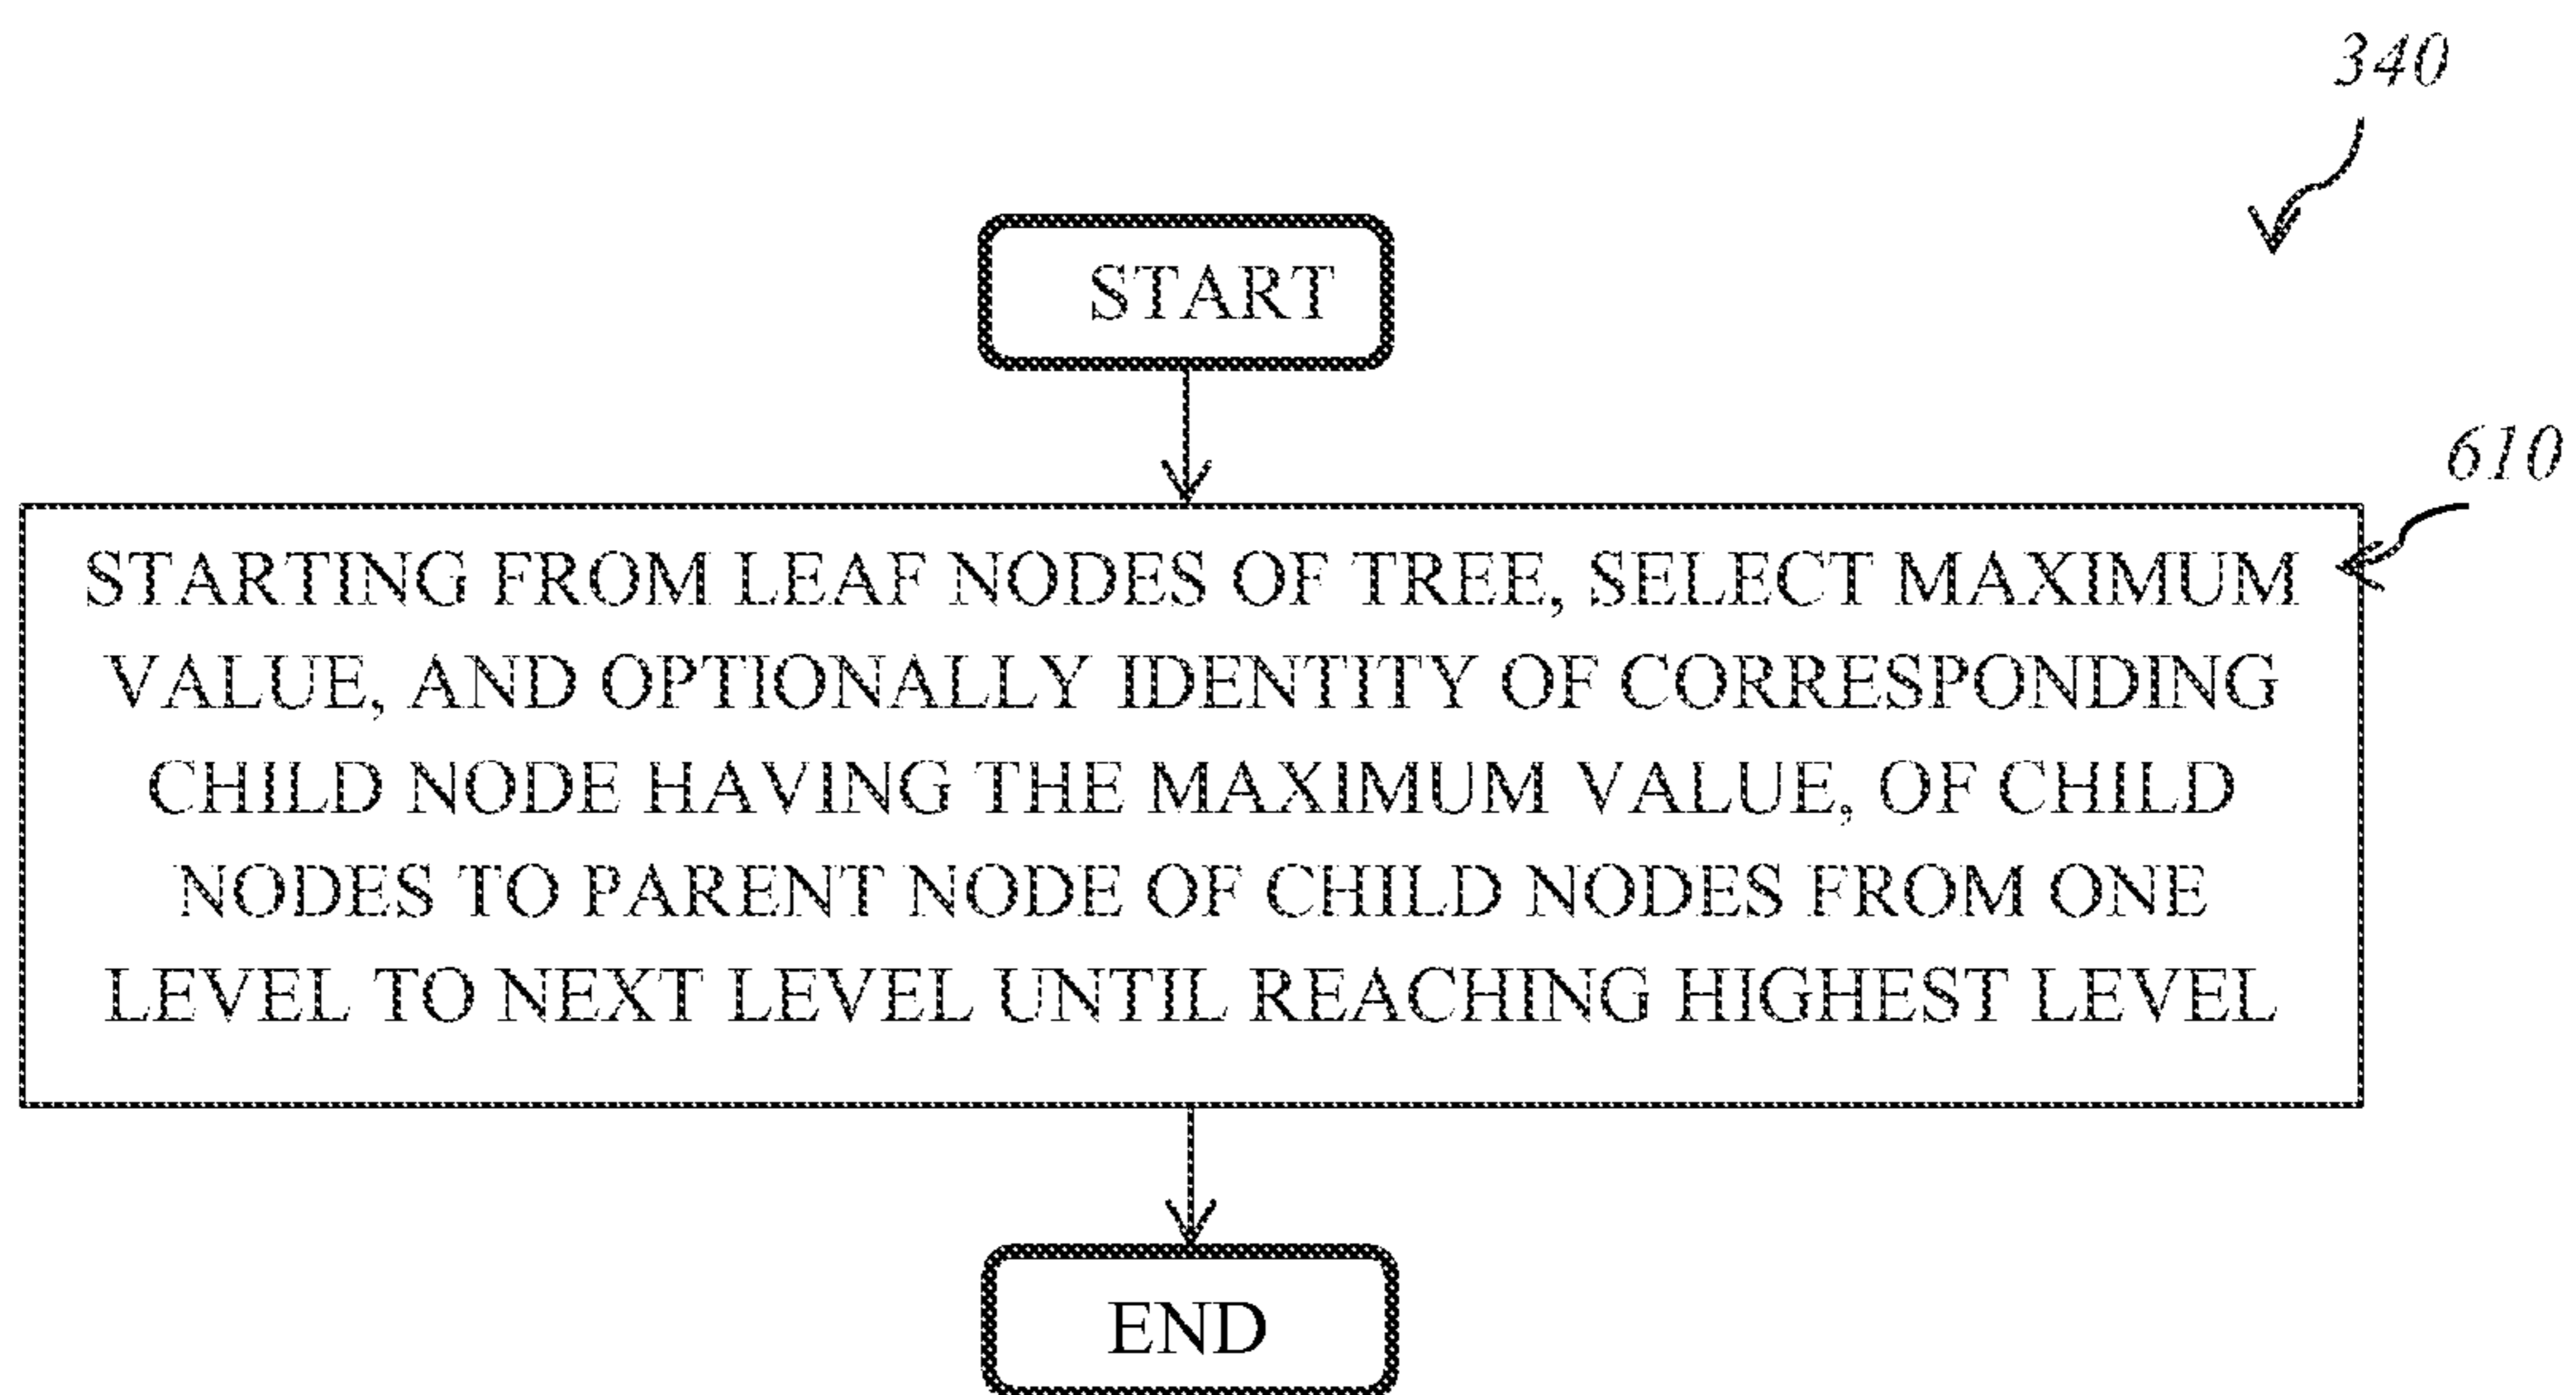 340
START
610
STARTING FROM LEAF NODES OF TREE, SELECT MAXIMUM
VALUE, AND OPTIONALLY IDENTITY OF CORRESPONDING
CHILD NODE HAVING THE MAXIMUM VALUE, OF CHILD
NODES TO PARENT NODE OF CHILD NODES FROM ONE
LEVEL TO NEXT LEVEL UNTIL REACHING HIGHEST LEVEL
END